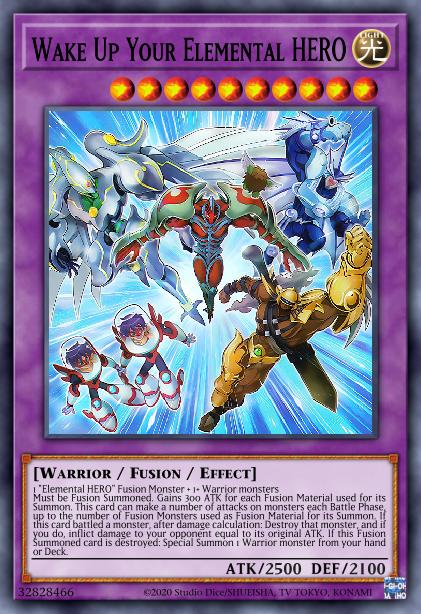 WAKE UP YOUR ELEMENTAL HERO
LIGHT
光
[WARRIOR / FUSION / EFFECT]
1 "Elemental HERO" Fusion Monster + 1+ Warrior monsters
Must be Fusion Summoned. Gains 300 ATK for each Fusion Material used for its
Summon. This card can make a number of attacks on monsters each Battle Phase,
up to the number of Fusion Monsters used as Fusion Material for its Summon. If
this card battled a monster, after damage calculation: Destroy that monster, and if
you do, inflict damage to your opponent equal to its original ATK. If this Fusion
Summoned card is destroyed: Special Summon 1 Warrior monster from your hand
or Deck.
ATK/2500 DEF/2100
32828466
©2020 Studio Dice/SHUEISHA, TV TOKYO, KONAMI